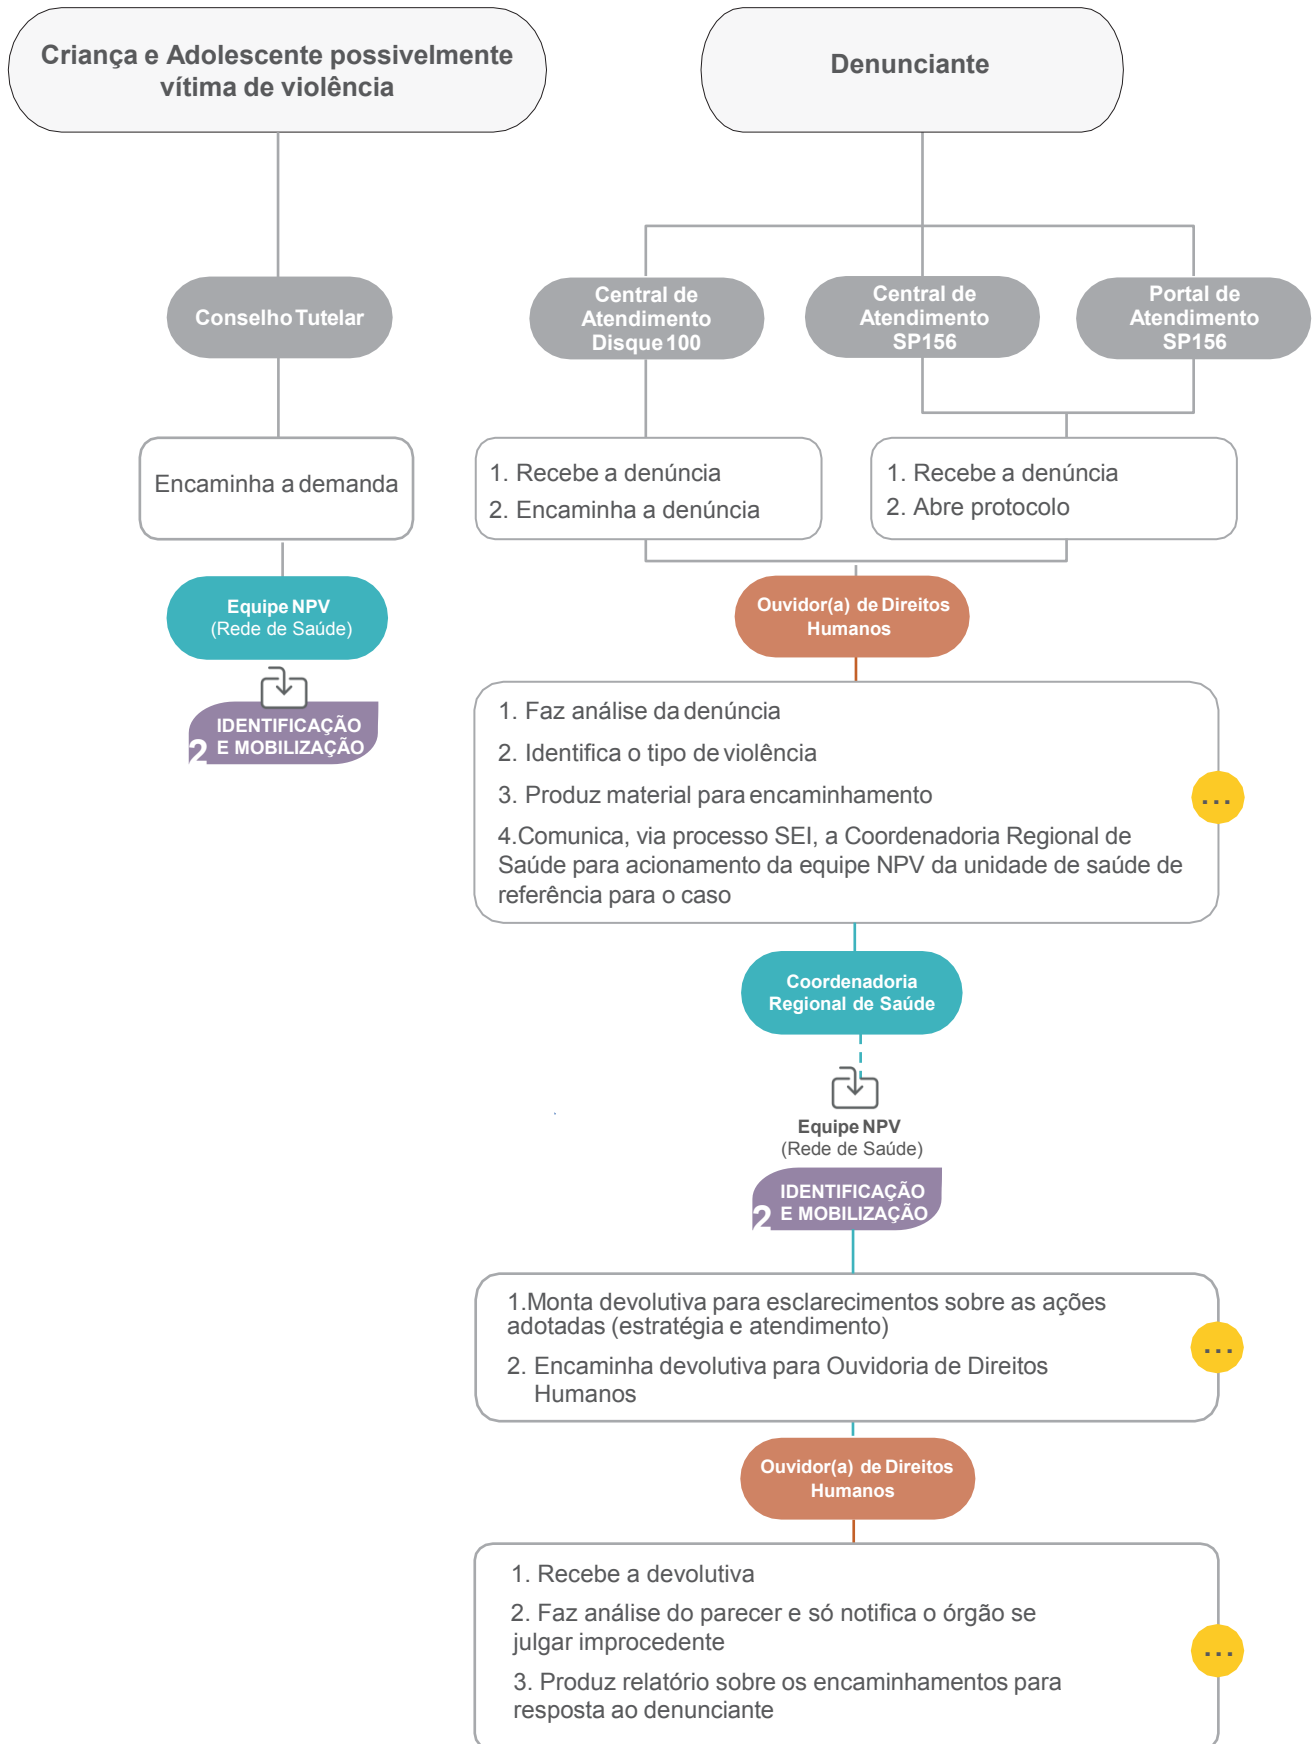 Criança e Adolescente possivelmente
vítima de violência
Denunciante
Conselho Tutelar
Central de
Atendimento
Disque 100
Central de
Atendimento
SP156
Portal de
Atendimento
SP156
Encaminha a demanda
1. Recebe a denúncia
2. Encaminha a denúncia
1. Recebe a denúncia
2. Abre protocolo
Equipe NPV
(Rede de Saúde)
2 IDENTIFICAÇÃO
E MOBILIZAÇÃO
Ouvidor(a) de Direitos
Humanos
1. Faz análise da denúncia
2. Identifica o tipo de violência
3. Produz material para encaminhamento
4.Comunica, via processo SEI, a Coordenadoria Regional de
Saúde para acionamento da equipe NPV da unidade de saúde de
referência para o caso
...
Coordenadoria
Regional de Saúde
Equipe NPV
(Rede de Saúde)
2 IDENTIFICAÇÃO
E MOBILIZAÇÃO
1.Monta devolutiva para esclarecimentos sobre as ações
adotadas (estratégia e atendimento)
2. Encaminha devolutiva para Ouvidoria de Direitos
Humanos
...
Ouvidor(a) de Direitos
Humanos
1. Recebe a devolutiva
2. Faz análise do parecer e só notifica o órgão se
julgar improcedente
3. Produz relatório sobre os encaminhamentos para
resposta ao denunciante
...